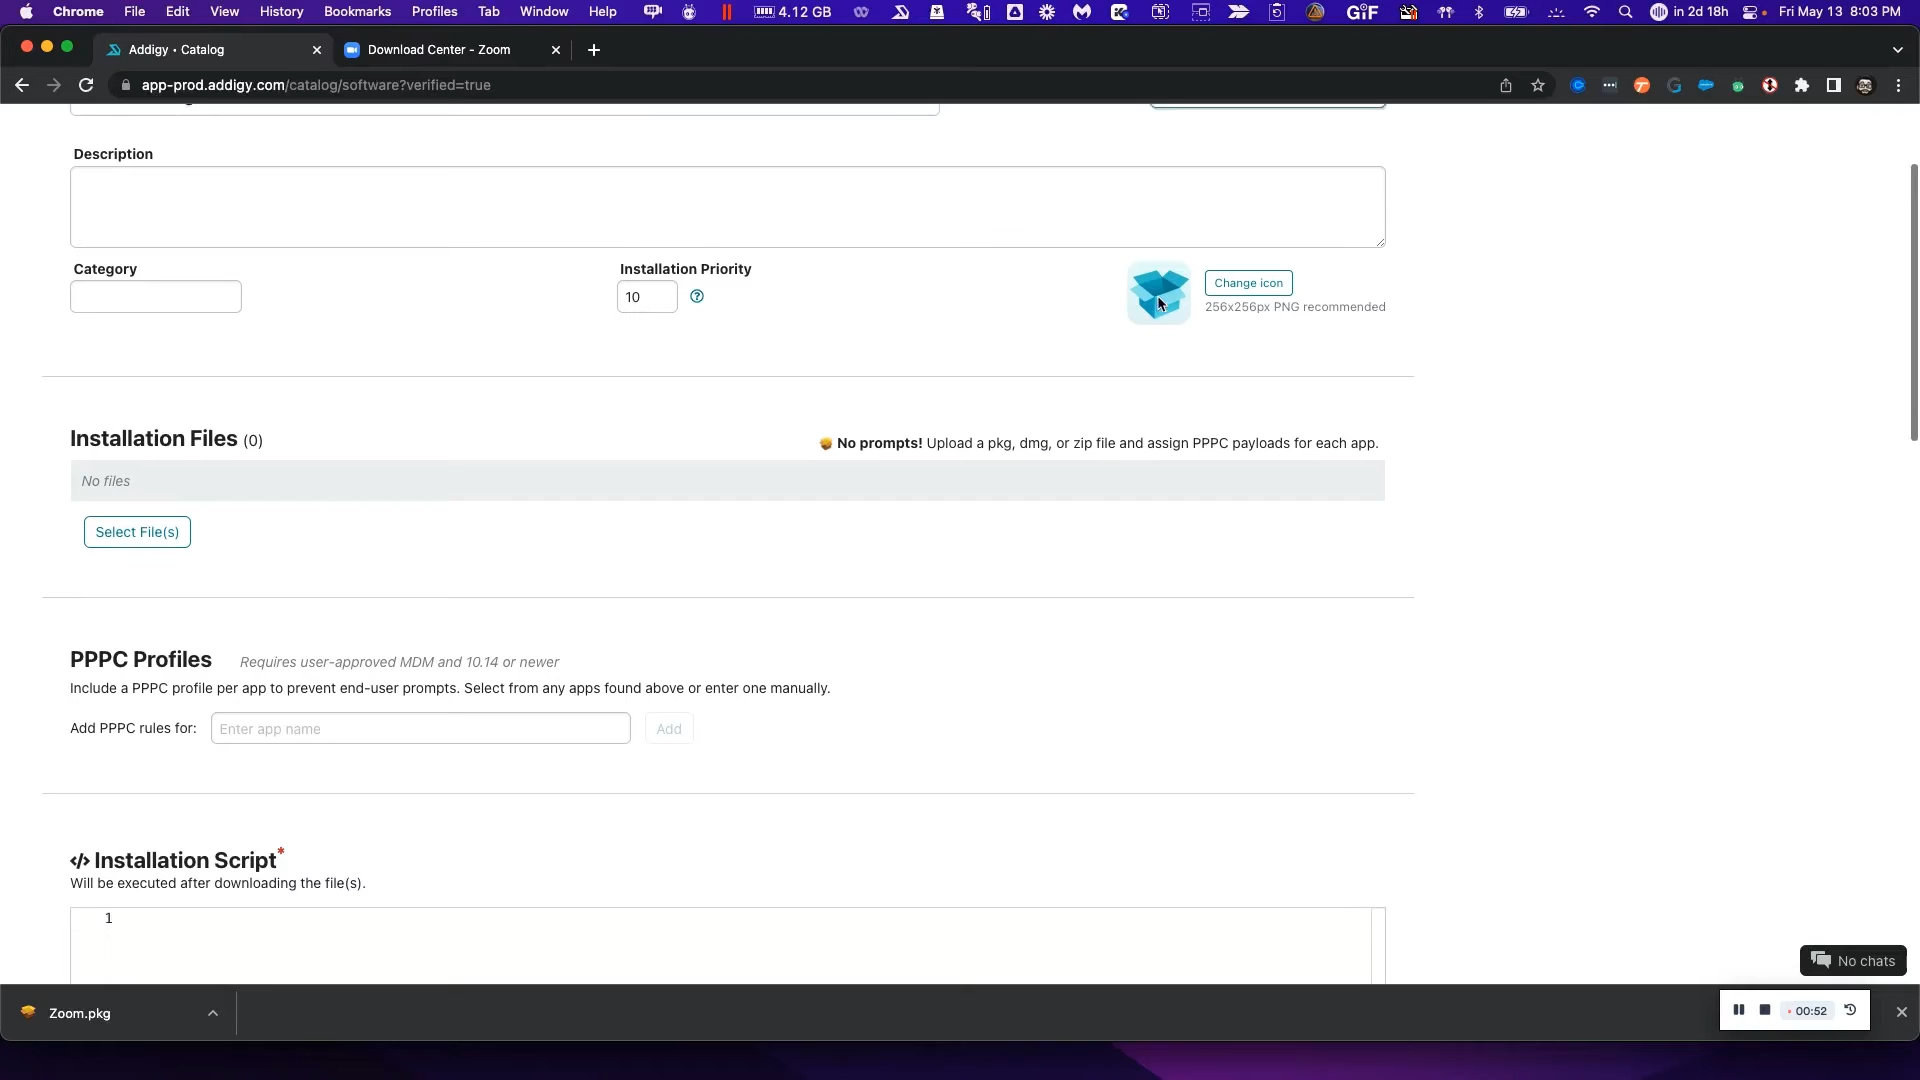 Chrome File Edit View History Bookmarks Profiles Tab Window Help 4.12 GB GIF in 2d 18h Fri May 13 8:03 PM
Addigy • Catalog
Download Center - Zoom
app-prod.addigy.com/catalog/software?verified=true
Description
Category
Installation Priority
10
Change icon
256x256px PNG recommended
Installation Files (0)
No prompts! Upload a pkg, dmg, or zip file and assign PPPC payloads for each app.
No files
Select File(s)
PPPC Profiles Requires user-approved MDM and 10.14 or newer
Include a PPPC profile per app to prevent end-user prompts. Select from any apps found above or enter one manually.
Add PPPC rules for: Enter app name Add
</> Installation Script*
Will be executed after downloading the file(s).
1
No chats
Zoom.pkg
00:52